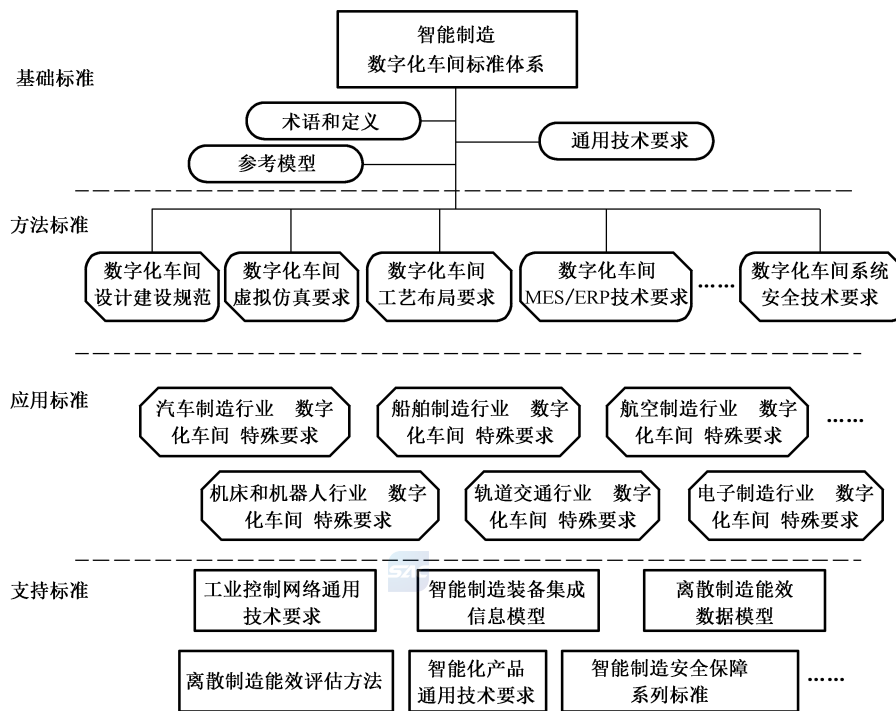 智能制造
数字化车间标准体系
基础标准
术语和定义
通用技术要求
参考模型
方法标准
数字化车间
设计建设规范
数字化车间
虚拟仿真要求
数字化车间
工艺布局要求
数字化车间
MES/ERP技术要求
……
数字化车间系统
安全技术要求
应用标准
汽车制造行业 数字
化车间 特殊要求
船舶制造行业 数字
化车间 特殊要求
航空制造行业 数字
化车间 特殊要求
……
机床和机器人行业 数字
化车间 特殊要求
轨道交通行业 数字
化车间 特殊要求
电子制造行业 数字
化车间 特殊要求
支持标准
SAC
工业控制网络通用
技术要求
智能制造装备集成
信息模型
离散制造能效
数据模型
离散制造能效评估方法
智能化产品
通用技术要求
智能制造安全保障
系列标准
……